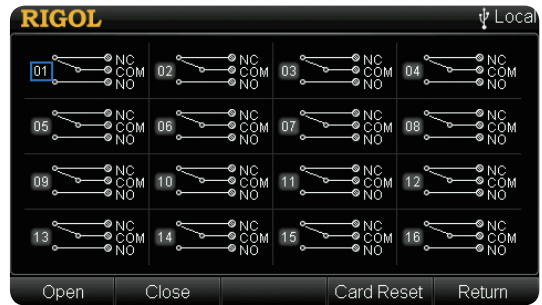 RIGOL Local
NC NC NC NC
01 COM 02 COM 03 COM 04 COM
NO NO NO NO
NC NC NC NC
05 COM 06 COM 07 COM 08 COM
NO NO NO NO
NC NC NC NC
09 COM 10 COM 11 COM 12 COM
NO NO NO NO
NC NC NC NC
13 COM 14 COM 15 COM 16 COM
NO NO NO NO
Open Close Card Reset Return